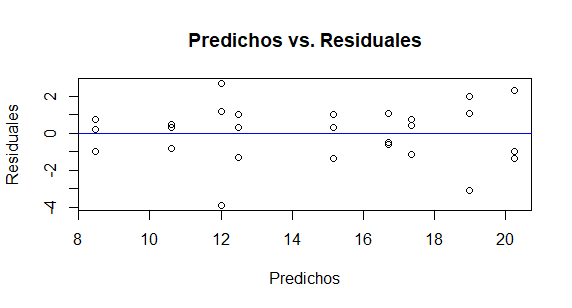 Predichos vs. Residuales
Residuales
2
0
-2
-4
8 10 12 14 16 18 20
Predichos